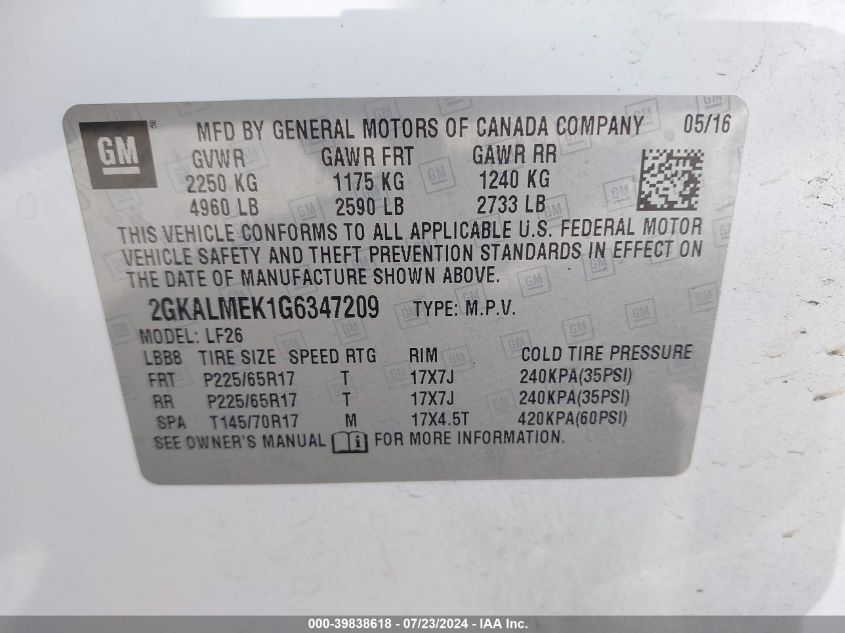 GM ® MFD BY GENERAL MOTORS OF CANADA COMPANY 05/16
GVWR GAWR FRT GAWR RR
2250 KG 1175 KG 1240 KG
4960 LB 2590 LB 2733 LB
THIS VEHICLE CONFORMS TO ALL APPLICABLE U.S. FEDERAL MOTOR
VEHICLE SAFETY AND THEFT PREVENTION STANDARDS IN EFFECT ON
THE DATE OF MANUFACTURE SHOWN ABOVE.
2GKALMEK1G6347209 TYPE: M.P.V.
MODEL: LF26
LBB8 TIRE SIZE SPEED RTG RIM COLD TIRE PRESSURE
FRT P225/65R17 T 17X7J 240KPA(35PSI)
RR P225/65R17 T 17X7J 240KPA(35PSI)
SPA T145/70R17 M 17X4.5T 420KPA(60PSI)
SEE OWNER'S MANUAL i FOR MORE INFORMATION.
000-39838618 - 07/23/2024 - IAA Inc.